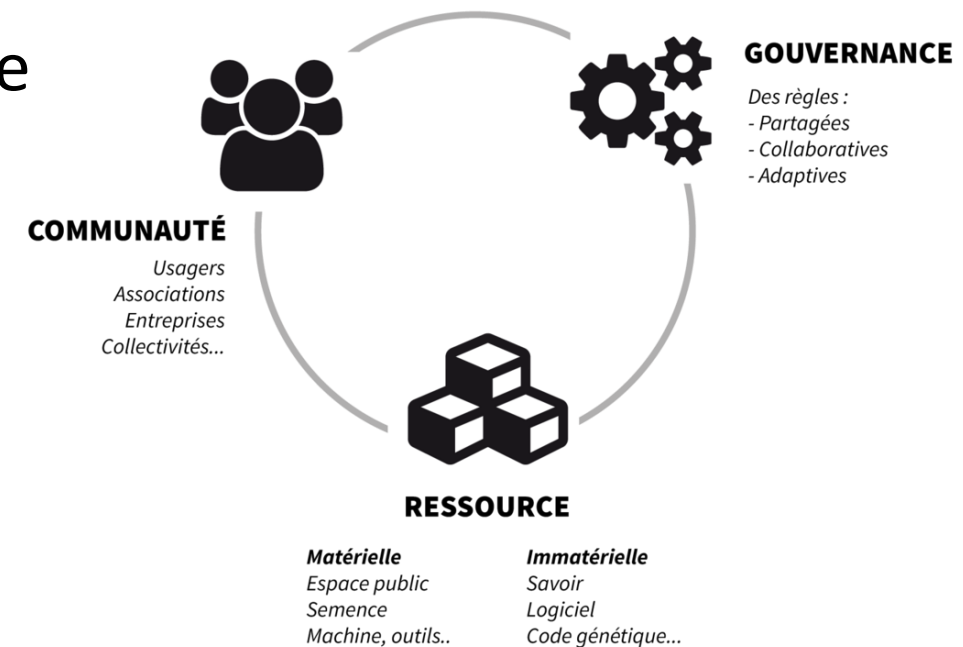 e
GOUVERNANCE
Des règles :
- Partagées
- Collaboratives
- Adaptives
COMMUNAUTÉ
Usagers
Associations
Entreprises
Collectivités...
RESSOURCE
Matérielle
Espace public
Semence
Machine, outils..
Immatérielle
Savoir
Logiciel
Code génétique...